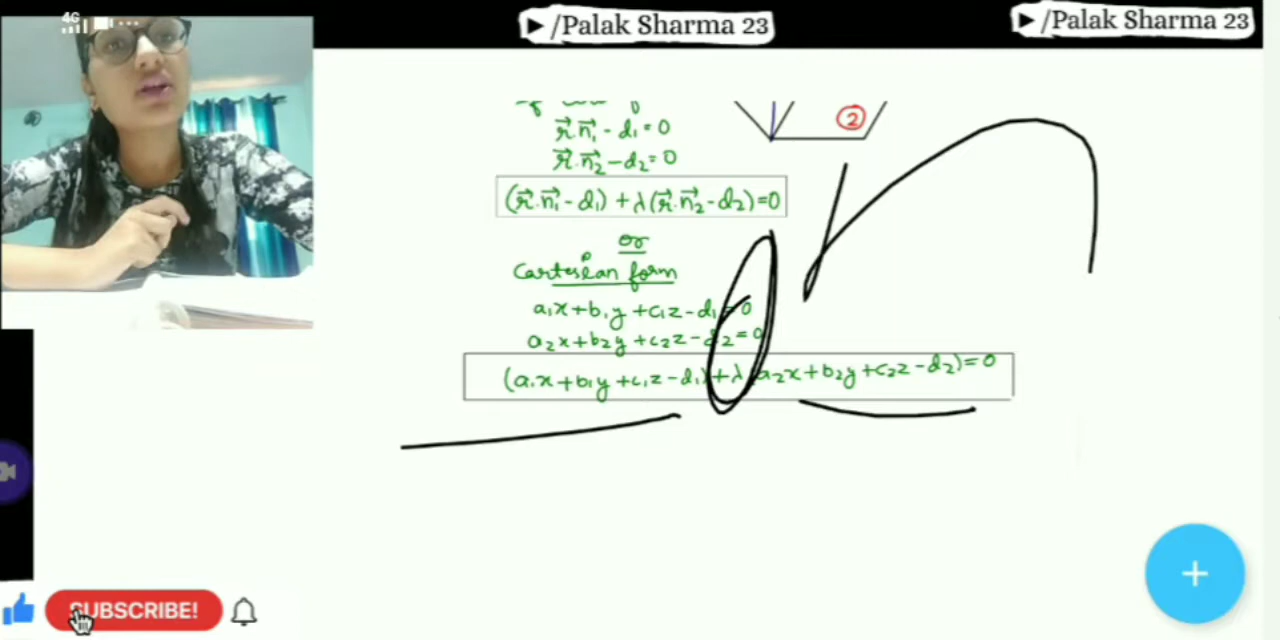 4G
/Palak Sharma 23
/Palak Sharma 23
r⃗.n⃗₁ - d₁ = 0
②
r⃗.n⃗₂ - d₂ = 0
(r⃗.n⃗₁ - d₁) + λ(r⃗.n⃗₂ - d₂) = 0
or
Cartesian form
a₁x + b₁y + c₁z - d₁ = 0
a₂x + b₂y + c₂z - d₂ = 0
(a₁x + b₁y + c₁z - d₁) + λ(a₂x + b₂y + c₂z - d₂) = 0
SUBSCRIBE!